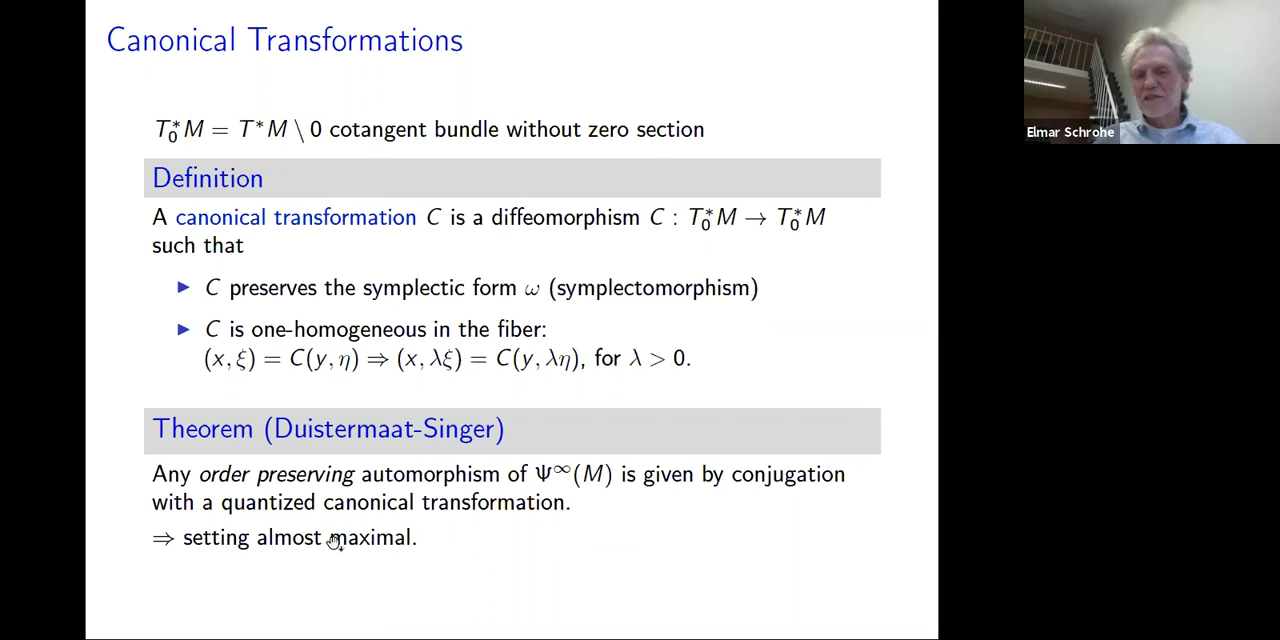 Canonical Transformations
T₀*M = T*M \ 0 cotangent bundle without zero section
Definition
A canonical transformation C is a diffeomorphism C : T₀*M → T₀*M
such that
▶ C preserves the symplectic form ω (symplectomorphism)
▶ C is one-homogeneous in the fiber:
(x, ξ) = C(y, η) ⇒ (x, λξ) = C(y, λη), for λ > 0.
Theorem (Duistermaat-Singer)
Any order preserving automorphism of Ψ^∞(M) is given by conjugation
with a quantized canonical transformation.
⇒ setting almost maximal.
Elmar Schrohe